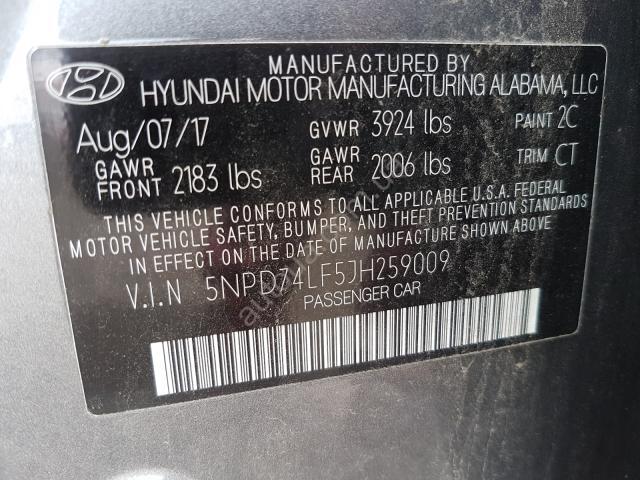 MANUFACTURED BY
HYUNDAI MOTOR MANUFACTURING ALABAMA, LLC
Aug/07/17 GVWR 3924 lbs PAINT 2C
GAWR FRONT 2183 lbs GAWR REAR 2006 lbs TRIM CT
THIS VEHICLE CONFORMS TO ALL APPLICABLE U.S.A. FEDERAL
MOTOR VEHICLE SAFETY, BUMPER, AND THEFT PREVENTION STANDARDS
IN EFFECT ON THE DATE OF MANUFACTURE SHOWN ABOVE.
V.I.N 5NPD74LF5JH259009
PASSENGER CAR